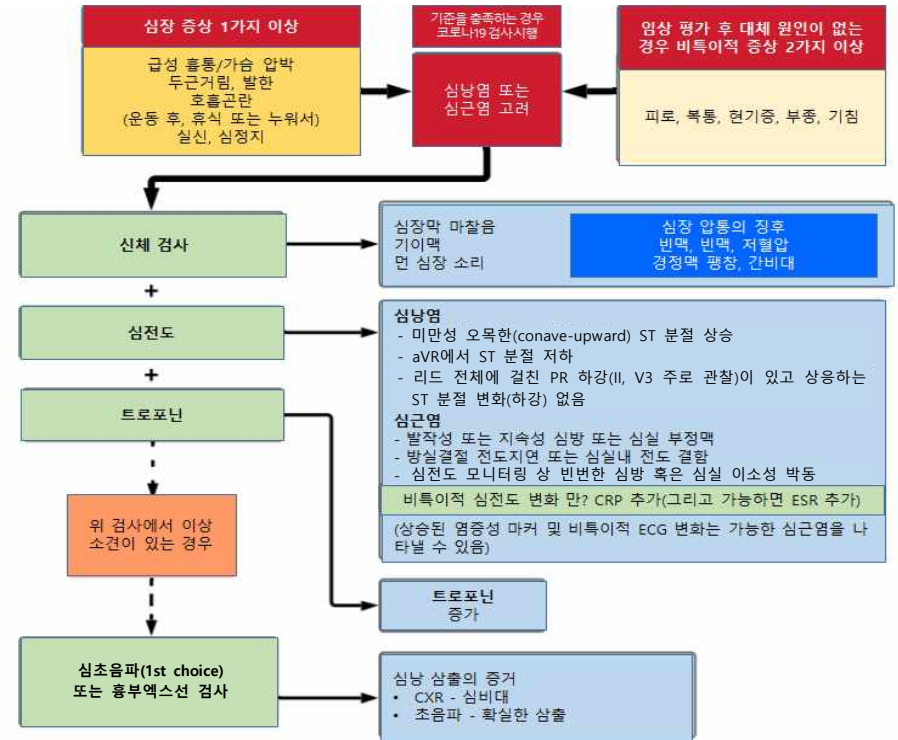 심장 증상 1가지 이상
급성 흉통/가슴 압박
두근거림, 발한
호흡곤란
(운동 후, 휴식 또는 누워서)
실신, 심정지
기준을 충족하는 경우
코로나19 검사시행
심낭염 또는
심근염 고려
임상 평가 후 대체 원인이 없는
경우 비특이적 증상 2가지 이상
피로, 복통, 현기증, 부종, 기침
신체 검사
심장막 마찰음
기이맥
먼 심장 소리
심장 압통의 징후
빈맥, 빈맥, 저혈압
경정맥 팽창, 간비대
+
심전도
심낭염
- 미만성 오목한(conave-upward) ST 분절 상승
- aVR에서 ST 분절 저하
- 리드 전체에 걸친 PR 하강(II, V3 주로 관찰)이 있고 상응하는
ST 분절 변화(하강) 없음
심근염
- 발작성 또는 지속성 심방 또는 심실 부정맥
- 방실결절 전도지연 또는 심실내 전도 결함
- 심전도 모니터링 상 빈번한 심방 혹은 심실 이소성 박동
비특이적 심전도 변화 만? CRP 추가(그리고 가능하면 ESR 추가)
(상승된 염증성 마커 및 비특이적 ECG 변화는 가능한 심근염을 나
타낼 수 있음)
+
트로포닌
위 검사에서 이상
소견이 있는 경우
트로포닌
증가
심초음파(1st choice)
또는 흉부엑스선 검사
심낭 삼출의 증거
• CXR - 심비대
• 초음파 - 확실한 삼출